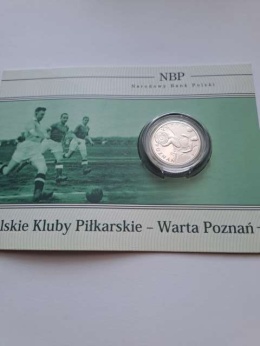 NBP
Narodowy Bank Polski
lskie Kluby Piłkarskie – Warta Poznań –